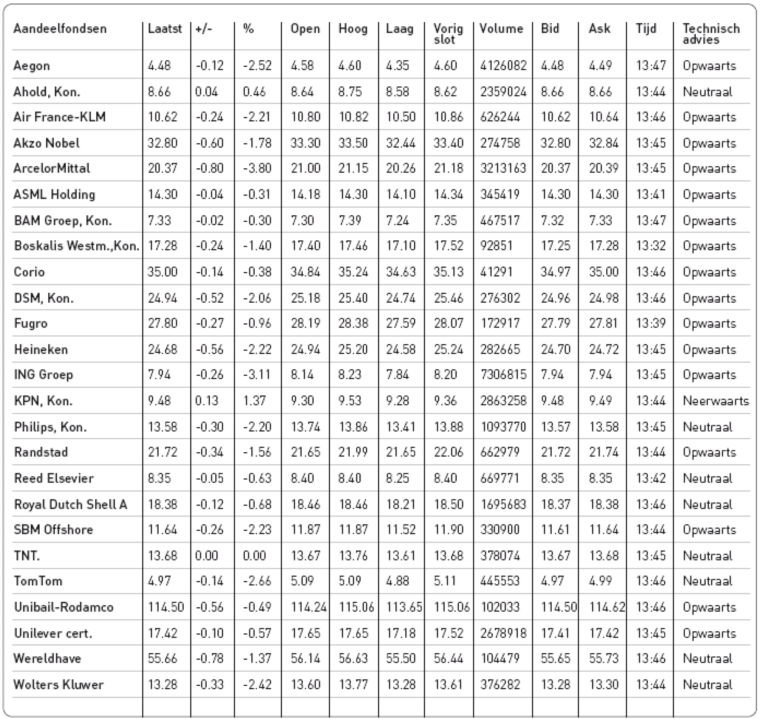 Aandeelfondsen Laatst +/- % Open Hoog Laag Vorig slot Volume Bid Ask Tijd Technisch advies
Aegon 4.48 -0.12 -2.52 4.58 4.60 4.35 4.60 4126082 4.48 4.49 13:47 Opwaarts
Ahold, Kon. 8.66 0.04 0.46 8.64 8.75 8.58 8.62 2359024 8.66 8.66 13:44 Neutraal
Air France-KLM 10.62 -0.24 -2.21 10.80 10.82 10.50 10.86 626244 10.62 10.64 13:46 Opwaarts
Akzo Nobel 32.80 -0.60 -1.78 33.30 33.50 32.44 33.40 274758 32.80 32.84 13:45 Opwaarts
ArcelorMittal 20.37 -0.80 -3.80 21.00 21.15 20.26 21.18 3213163 20.37 20.39 13:45 Opwaarts
ASML Holding 14.30 -0.04 -0.31 14.18 14.30 14.10 14.34 345419 14.30 14.30 13:41 Opwaarts
BAM Groep, Kon. 7.33 -0.02 -0.30 7.30 7.39 7.24 7.35 467517 7.32 7.33 13:47 Opwaarts
Boskalis Westm.,Kon. 17.28 -0.24 -1.40 17.40 17.46 17.10 17.52 92851 17.25 17.28 13:32 Opwaarts
Corio 35.00 -0.14 -0.38 34.84 35.24 34.63 35.13 41291 34.97 35.00 13:46 Opwaarts
DSM, Kon. 24.94 -0.52 -2.06 25.18 25.40 24.74 25.46 276302 24.96 24.98 13:46 Opwaarts
Fugro 27.80 -0.27 -0.96 28.19 28.38 27.59 28.07 172917 27.79 27.81 13:39 Opwaarts
Heineken 24.68 -0.56 -2.22 24.94 25.20 24.58 25.24 282665 24.70 24.72 13:45 Opwaarts
ING Groep 7.94 -0.26 -3.11 8.14 8.23 7.84 8.20 7306815 7.94 7.94 13:45 Opwaarts
KPN, Kon. 9.48 0.13 1.37 9.30 9.53 9.28 9.36 2863258 9.48 9.49 13:44 Neerwaarts
Philips, Kon. 13.58 -0.30 -2.20 13.74 13.86 13.41 13.88 1093770 13.57 13.58 13:45 Neutraal
Randstad 21.72 -0.34 -1.56 21.65 21.99 21.65 22.06 662979 21.72 21.74 13:44 Opwaarts
Reed Elsevier 8.35 -0.05 -0.63 8.40 8.40 8.25 8.40 669771 8.35 8.35 13:42 Neutraal
Royal Dutch Shell A 18.38 -0.12 -0.68 18.46 18.46 18.21 18.50 1695683 18.37 18.38 13:46 Neutraal
SBM Offshore 11.64 -0.26 -2.23 11.87 11.87 11.52 11.90 330900 11.61 11.64 13:44 Opwaarts
TNT. 13.68 0.00 0.00 13.67 13.76 13.61 13.68 378074 13.67 13.68 13:45 Neutraal
TomTom 4.97 -0.14 -2.66 5.09 5.09 4.88 5.11 445553 4.97 4.99 13:46 Neutraal
Unibail-Rodamco 114.50 -0.56 -0.49 114.24 115.06 113.65 115.06 102033 114.50 114.62 13:46 Opwaarts
Unilever cert. 17.42 -0.10 -0.57 17.65 17.65 17.18 17.52 2678918 17.41 17.42 13:45 Opwaarts
Wereldhave 55.66 -0.78 -1.37 56.14 56.63 55.50 56.44 104479 55.65 55.73 13:46 Neutraal
Wolters Kluwer 13.28 -0.33 -2.42 13.60 13.77 13.28 13.61 376282 13.28 13.30 13:44 Neutraal